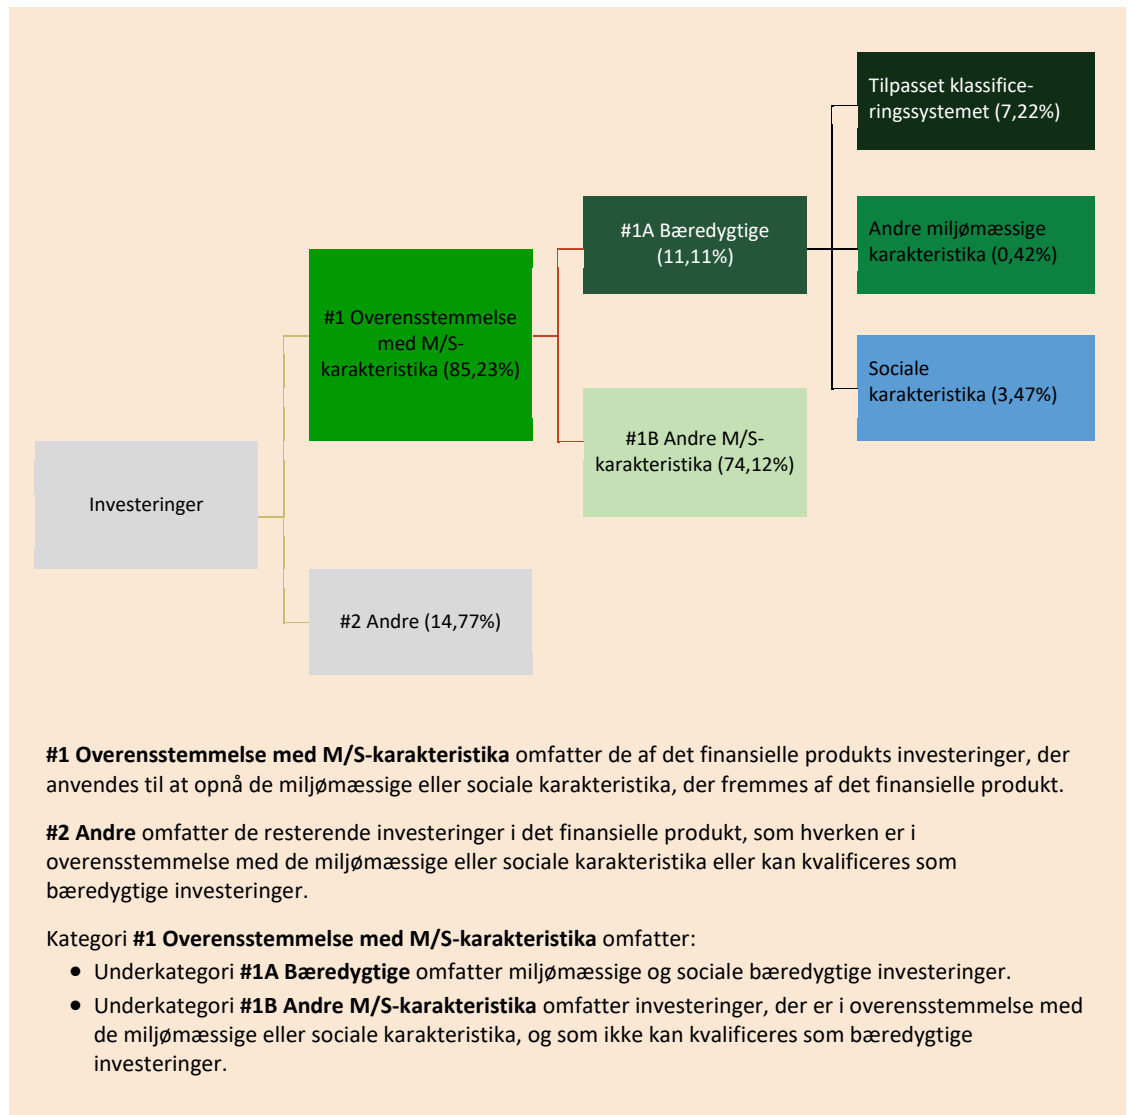 Tilpasset klassifice-
ringssystemet (7,22%)
#1A Bæredygtige
(11,11%)
Andre miljømæssige
karakteristika (0,42%)
#1 Overensstemmelse
med M/S-
karakteristika (85,23%)
Sociale
karakteristika (3,47%)
#1B Andre M/S-
karakteristika (74,12%)
Investeringer
#2 Andre (14,77%)
#1 Overensstemmelse med M/S-karakteristika omfatter de af det finansielle produkts investeringer, der
anvendes til at opnå de miljømæssige eller sociale karakteristika, der fremmes af det finansielle produkt.
#2 Andre omfatter de resterende investeringer i det finansielle produkt, som hverken er i
overensstemmelse med de miljømæssige eller sociale karakteristika eller kan kvalificeres som
bæredygtige investeringer.
Kategori #1 Overensstemmelse med M/S-karakteristika omfatter:
• Underkategori #1A Bæredygtige omfatter miljømæssige og sociale bæredygtige investeringer.
• Underkategori #1B Andre M/S-karakteristika omfatter investeringer, der er i overensstemmelse med
de miljømæssige eller sociale karakteristika, og som ikke kan kvalificeres som bæredygtige
investeringer.